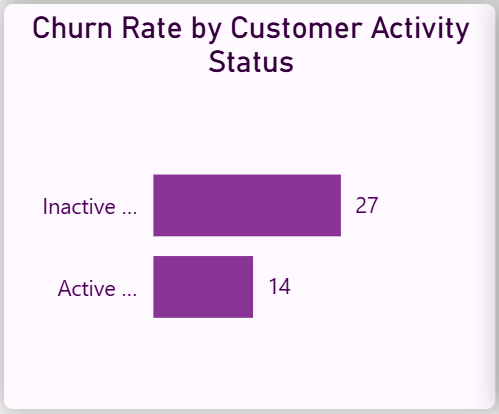 Churn Rate by Customer Activity
Status
Inactive ... 27
Active ... 14